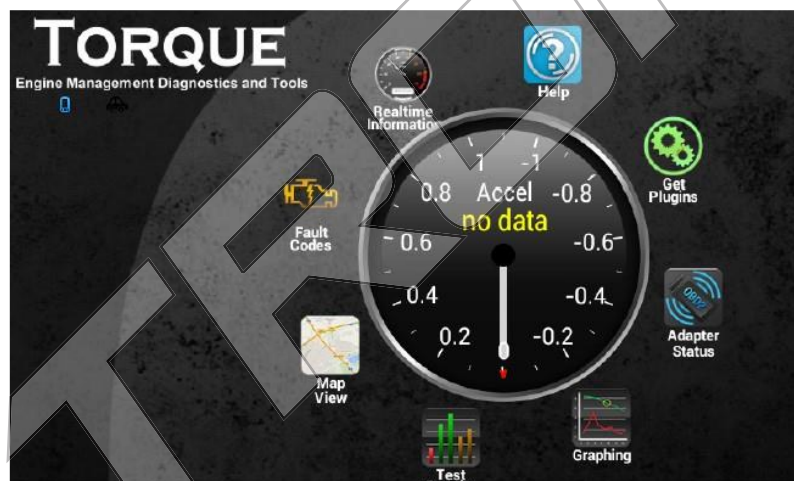 TORQUE
Engine Management Diagnostics and Tools
Realtime
Information
Help
Get
Plugins
Fault
Codes
1 -1
0.8 Accel -0.8
no data
0.6 -0.6
0.4 -0.4
0.2 -0.2
0
Adapter
Status
Map
View
Graphing
Test